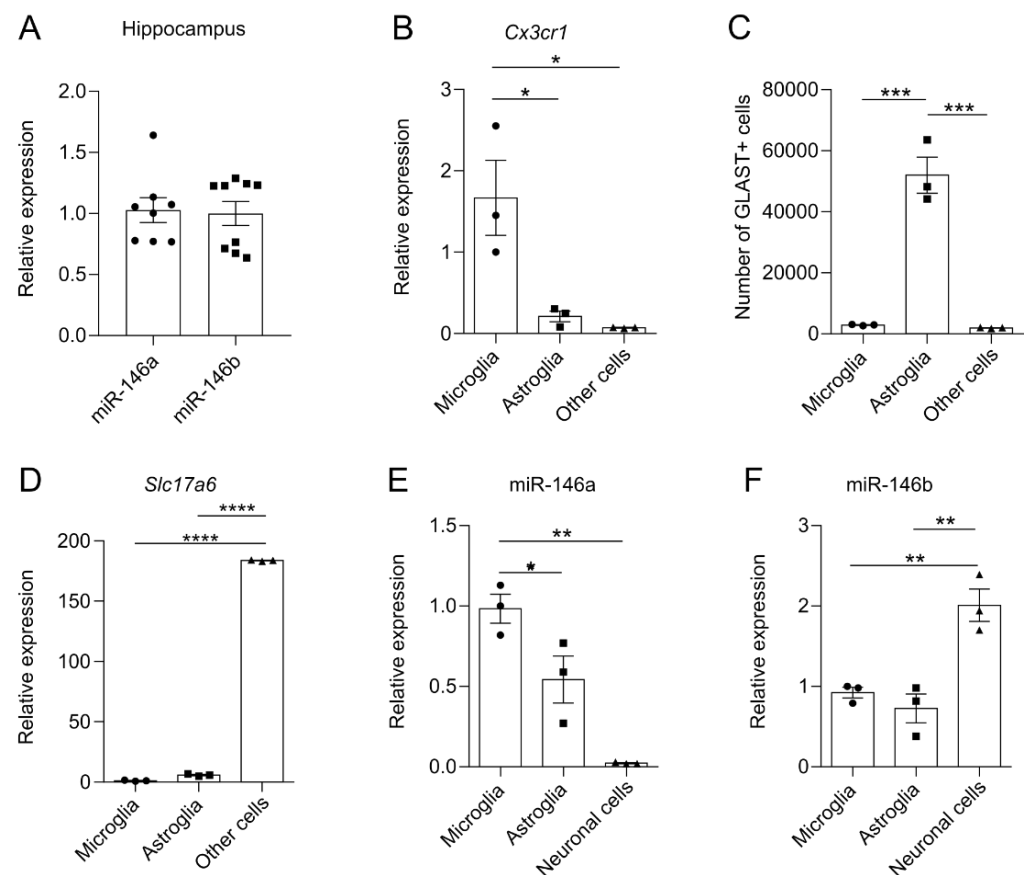 A
Hippocampus
Relative expression
2.0
1.5
1.0
0.5
0.0
miR-146a
miR-146b
B
Cx3cr1
Relative expression
3
2
1
0
*
*
Microglia
Astroglia
Other cells
C
Number of GLAST+ cells
80000
60000
40000
20000
0
***
***
Microglia
Astroglia
Other cells
D
Slc17a6
Relative expression
200
150
100
50
0
****
****
Microglia
Astroglia
Other cells
E
miR-146a
Relative expression
1.5
1.0
0.5
0.0
**
*
Microglia
Astroglia
Neuronal cells
F
miR-146b
Relative expression
3
2
1
0
**
**
Microglia
Astroglia
Neuronal cells